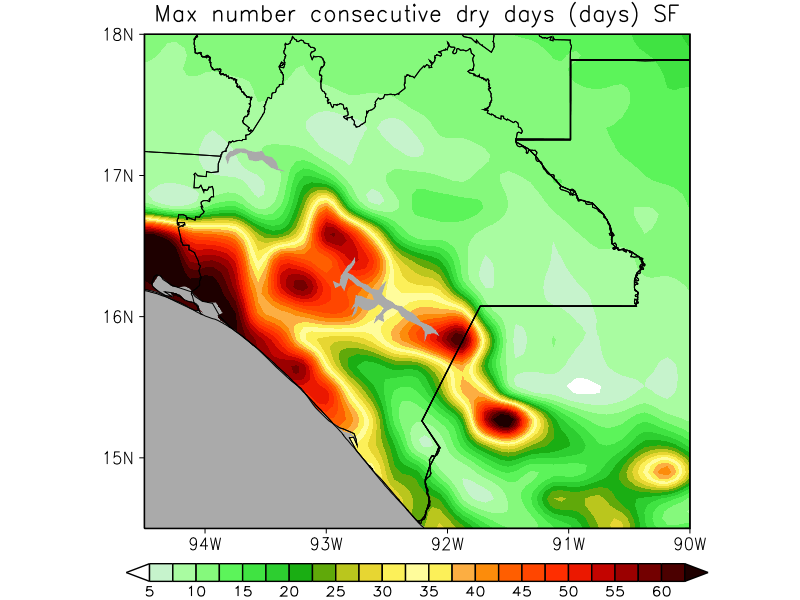 Max number consecutive dry days (days) SF
18N
17N
16N
15N
94W 93W 92W 91W 90W
5 10 15 20 25 30 35 40 45 50 55 60